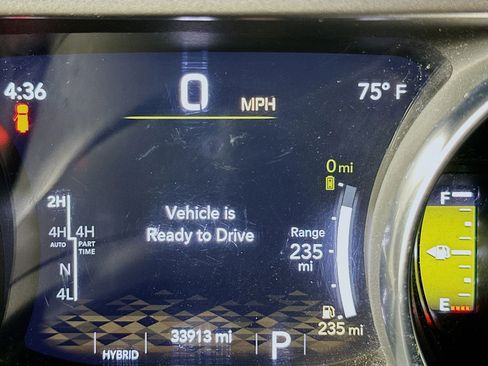 4:36
0 MPH
75° F
2H
4H AUTO
4H PART TIME
N
4L
Vehicle is
Ready to Drive
0 mi
Range
235
mi
235 mi
HYBRID
33913 mi
P
F
E